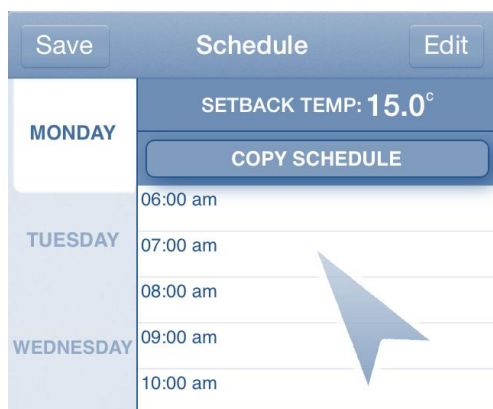 Save Schedule Edit
SETBACK TEMP: 15.0°
MONDAY
COPY SCHEDULE
06:00 am
TUESDAY
07:00 am
08:00 am
WEDNESDAY
09:00 am
10:00 am